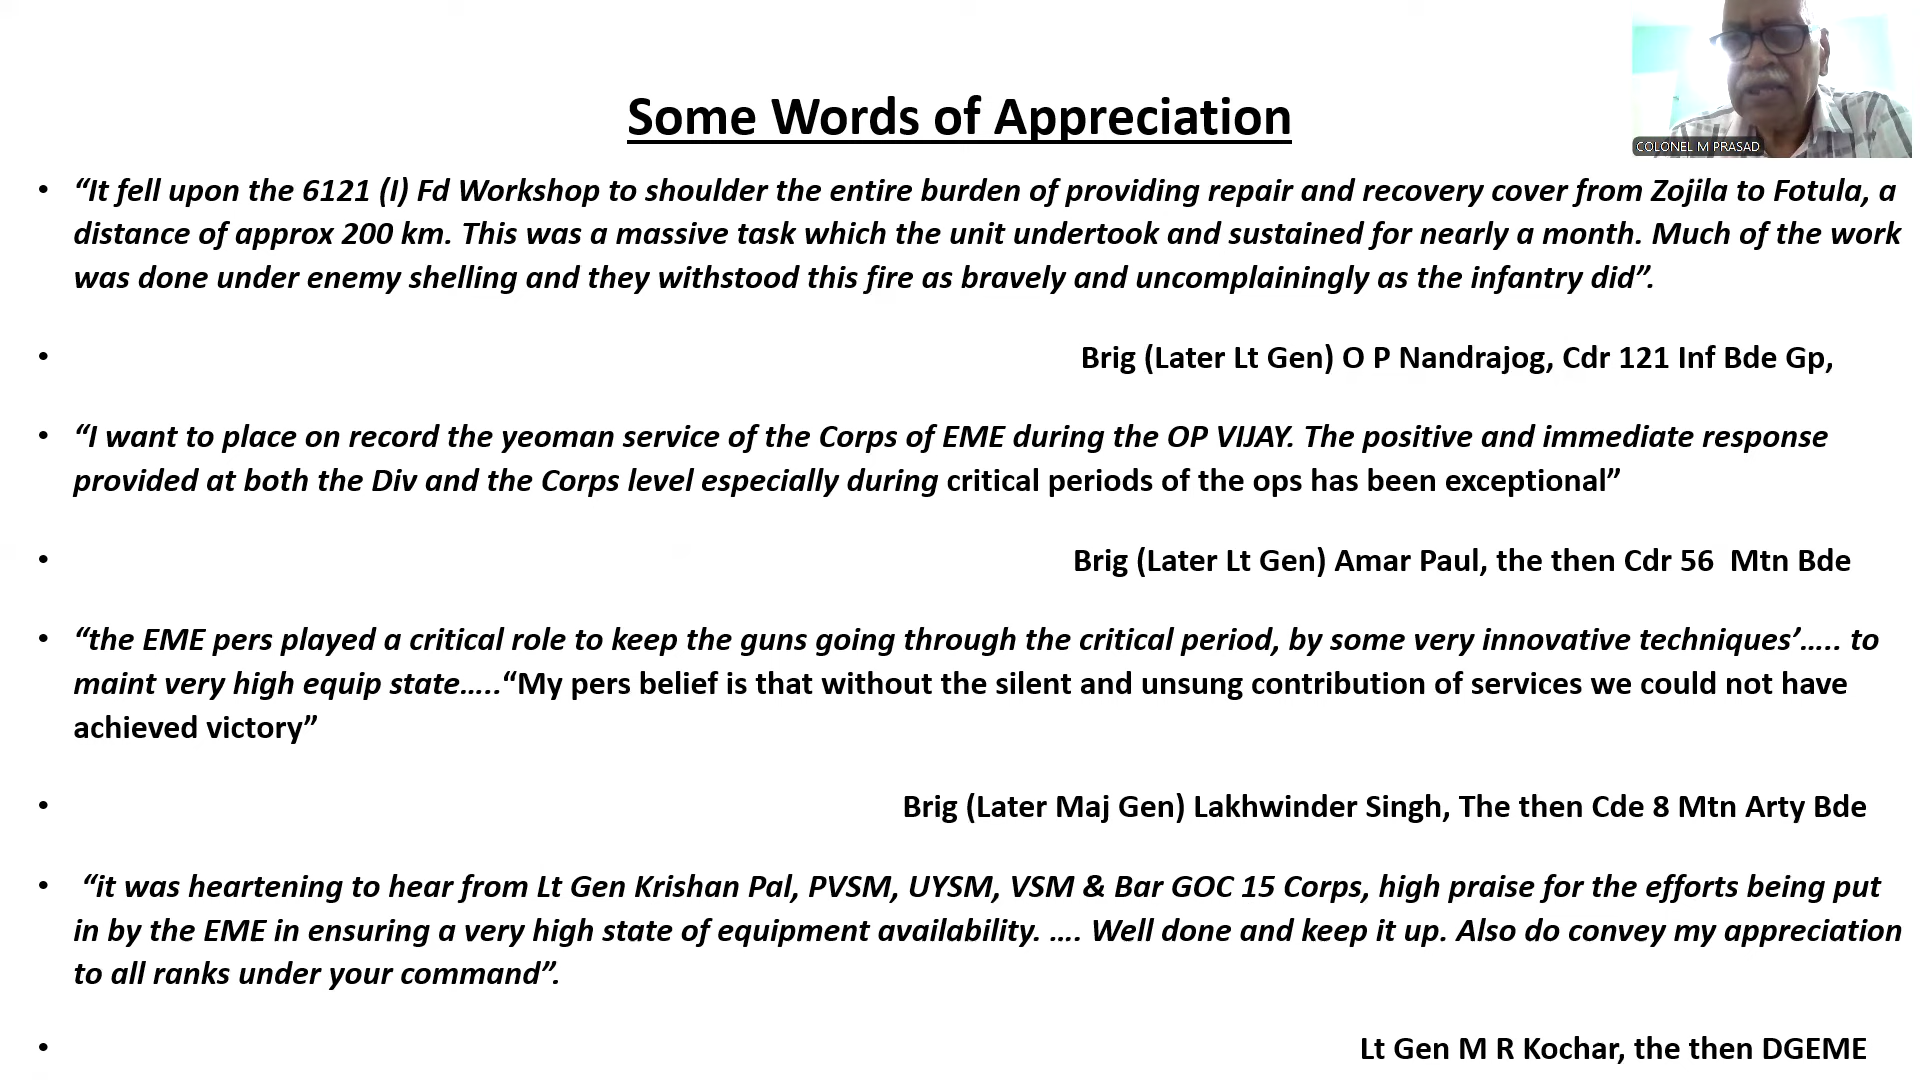 Some Words of Appreciation
COLONEL M PRASAD
• “It fell upon the 6121 (I) Fd Workshop to shoulder the entire burden of providing repair and recovery cover from Zojila to Fotula, a
distance of approx 200 km. This was a massive task which the unit undertook and sustained for nearly a month. Much of the work
was done under enemy shelling and they withstood this fire as bravely and uncomplainingly as the infantry did”.
• Brig (Later Lt Gen) O P Nandrajog, Cdr 121 Inf Bde Gp,
• “I want to place on record the yeoman service of the Corps of EME during the OP VIJAY. The positive and immediate response
provided at both the Div and the Corps level especially during critical periods of the ops has been exceptional”
• Brig (Later Lt Gen) Amar Paul, the then Cdr 56 Mtn Bde
• “the EME pers played a critical role to keep the guns going through the critical period, by some very innovative techniques’….. to
maint very high equip state…..“My pers belief is that without the silent and unsung contribution of services we could not have
achieved victory”
• Brig (Later Maj Gen) Lakhwinder Singh, The then Cde 8 Mtn Arty Bde
• “it was heartening to hear from Lt Gen Krishan Pal, PVSM, UYSM, VSM & Bar GOC 15 Corps, high praise for the efforts being put
in by the EME in ensuring a very high state of equipment availability. …. Well done and keep it up. Also do convey my appreciation
to all ranks under your command”.
• Lt Gen M R Kochar, the then DGEME